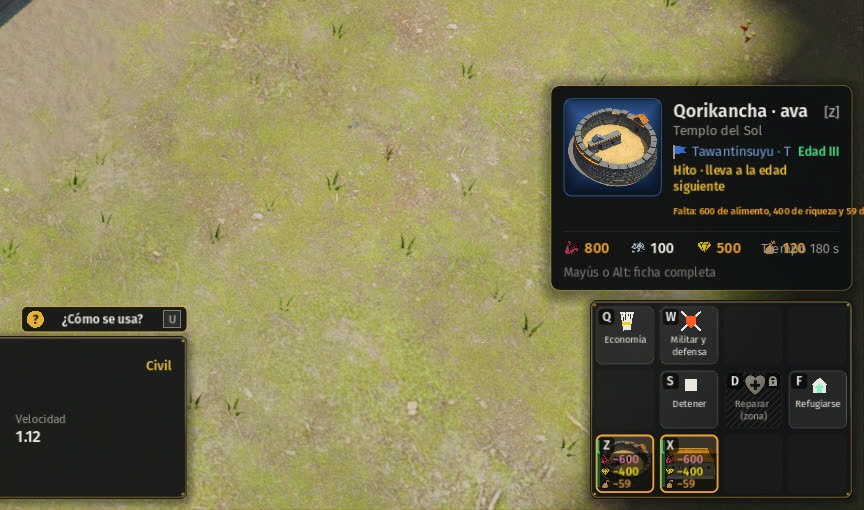 Qorikancha · ava [z]
Templo del Sol
Tawantinsuyu · T Edad III
Hito · lleva a la edad
siguiente
Falta: 600 de alimento, 400 de riqueza y 59 d
800 100 500 120 Tiempo 180 s
Mayús o Alt: ficha completa
? ¿Cómo se usa? U
Civil
Velocidad
1.12
Q Economía
W Militar y
defensa
S Detener
D Reparar
(zona)
F Refugiarse
Z
-600
-400
-59
X
-600
-400
-59